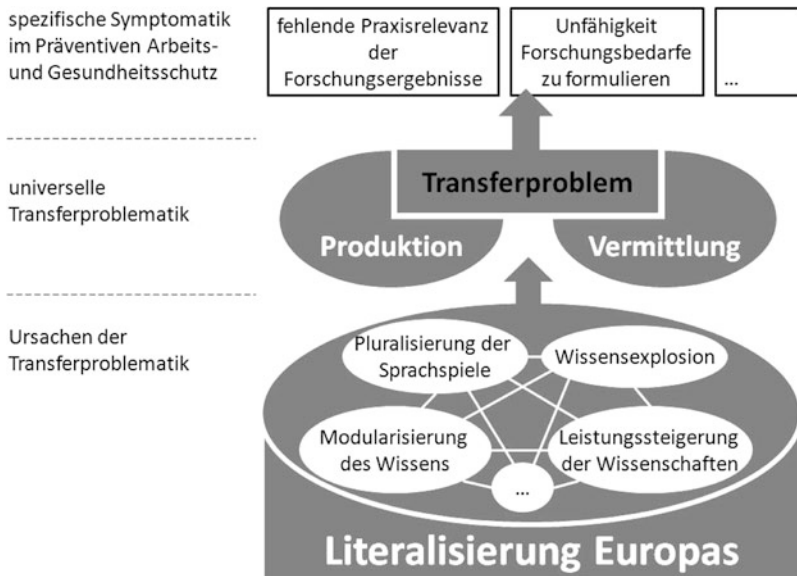 spezifische Symptomatik
im Präventiven Arbeits-
und Gesundheitsschutz
fehlende Praxisrelevanz
der
Forschungsergebnisse
Unfähigkeit
Forschungsbedarfe
zu formulieren
...
universelle
Transferproblematik
Transferproblem
Produktion
Vermittlung
Ursachen der
Transferproblematik
Pluralisierung der
Sprachspiele
Wissensexplosion
Modularisierung
des Wissens
Leistungssteigerung
der Wissenschaften
...
Literalisierung Europas